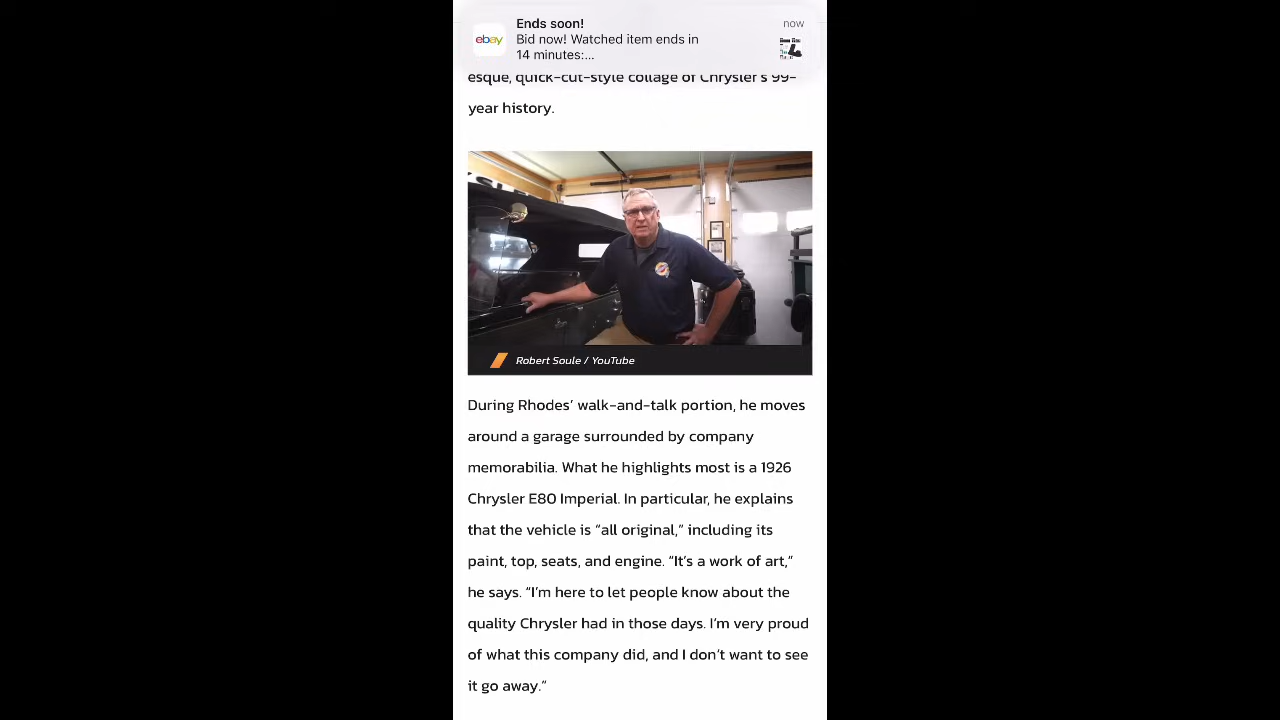 Ends soon!
now
ebay
Bid now! Watched item ends in
14 minutes:...
esque, quick-cut-style collage of Chrysler's 99-
year history.
Robert Soule / YouTube
During Rhodes' walk-and-talk portion, he moves
around a garage surrounded by company
memorabilia. What he highlights most is a 1926
Chrysler E80 Imperial. In particular, he explains
that the vehicle is “all original,” including its
paint, top, seats, and engine. “It's a work of art,”
he says. “I'm here to let people know about the
quality Chrysler had in those days. I'm very proud
of what this company did, and I don't want to see
it go away.”